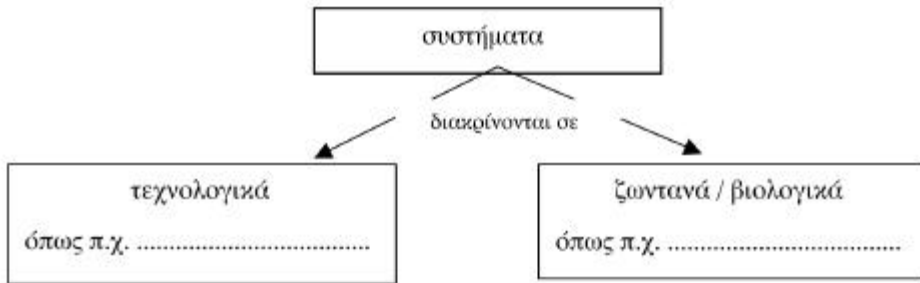 συστήματα
διακρίνονται σε
τεχνολογικά
όπως π.χ. ...................................
ζωντανά / βιολογικά
όπως π.χ. ...................................